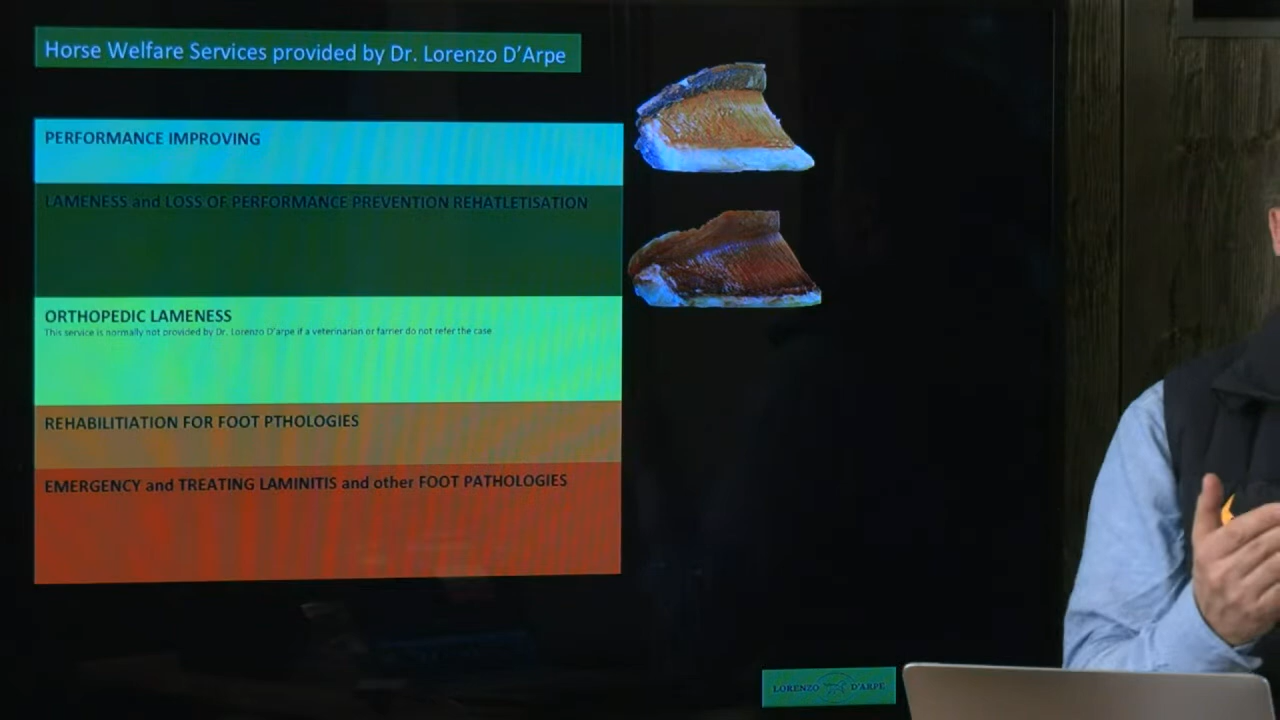 Horse Welfare Services provided by Dr. Lorenzo D'Arpe
PERFORMANCE IMPROVING
LAMENESS and LOSS OF PERFORMANCE PREVENTION REHATLETISATION
ORTHOPEDIC LAMENESS
This service is normally not provided by Dr. Lorenzo D'arpe if a veterinarian or farrier do not refer the case
REHABILITIATION FOR FOOT PTHOLOGIES
EMERGENCY and TREATING LAMINITIS and other FOOT PATHOLOGIES
LORENZO D'ARPE